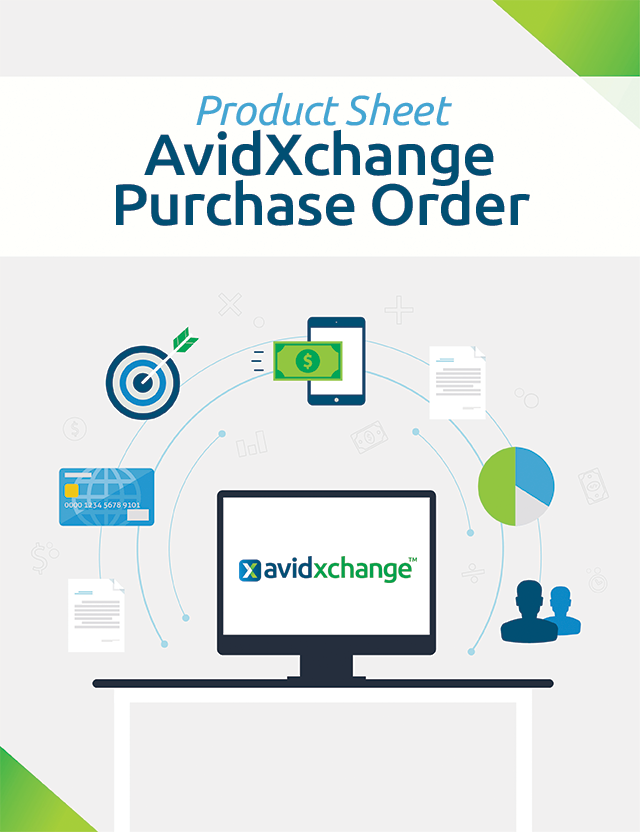 Product Sheet
AvidXchange
Purchase Order
$
0000 1234 5678 9101
x avidxchange™